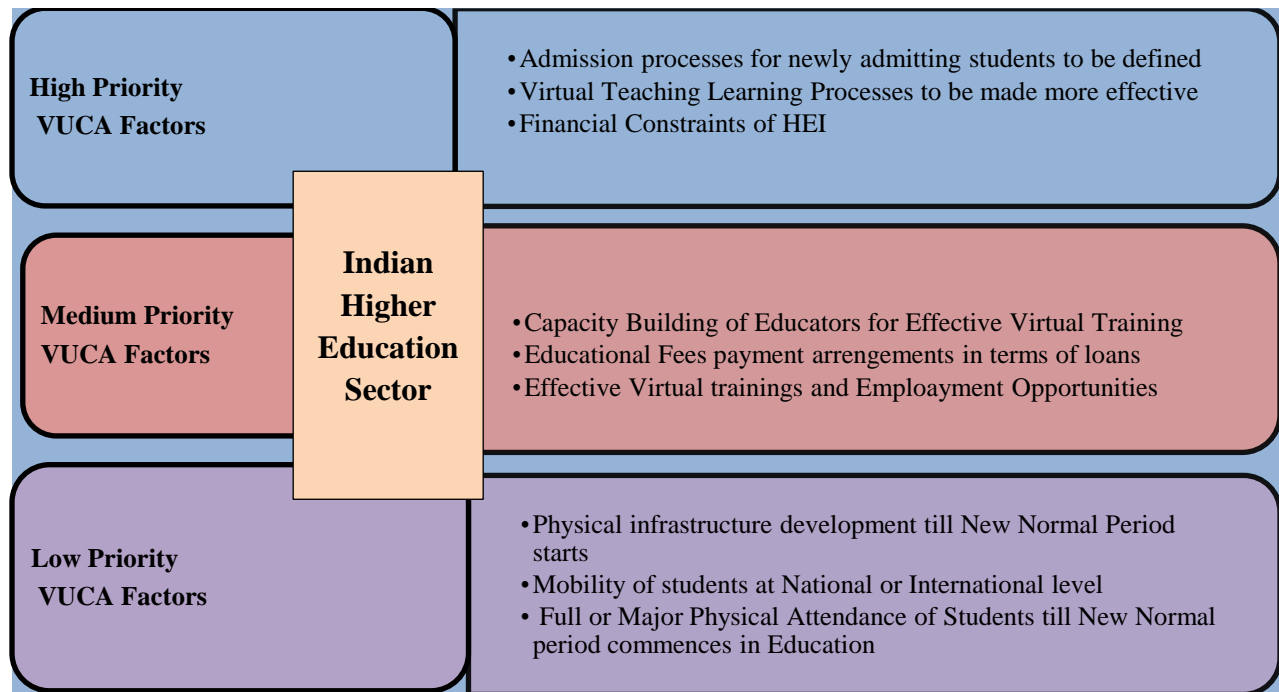 High Priority
VUCA Factors
•Admission processes for newly admitting students to be defined
•Virtual Teaching Learning Processes to be made more effective
•Financial Constraints of HEI
Indian
Higher
Education
Sector
Medium Priority
VUCA Factors
•Capacity Building of Educators for Effective Virtual Training
•Educational Fees payment arrangements in terms of loans
•Effective Virtual trainings and Emploayment Opportunities
Low Priority
VUCA Factors
•Physical infrastructure development till New Normal Period
starts
•Mobility of students at National or International level
• Full or Major Physical Attendance of Students till New Normal
period commences in Education